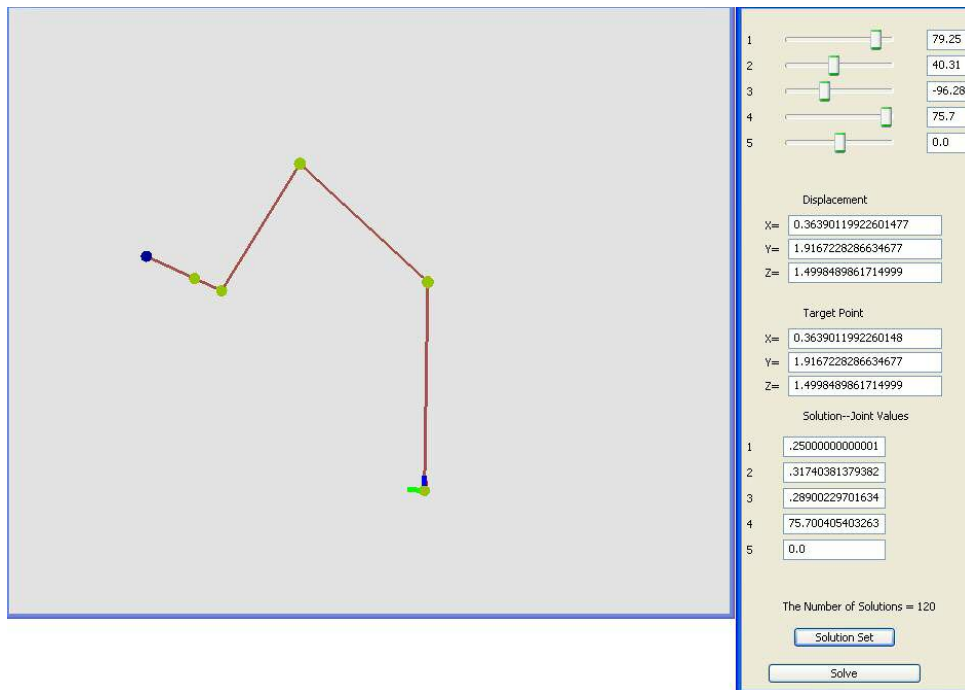 1 79.25
2 40.31
3 -96.28
4 75.7
5 0.0
Displacement
X= 0.36390119922601477
Y= 1.9167228286634677
Z= 1.4998489861714999
Target Point
X= 0.3639011992260148
Y= 1.9167228286634677
Z= 1.4998489861714999
Solution--Joint Values
1 .25000000000001
2 .31740381379382
3 .28900229701634
4 75.700405403263
5 0.0
The Number of Solutions = 120
Solution Set
Solve